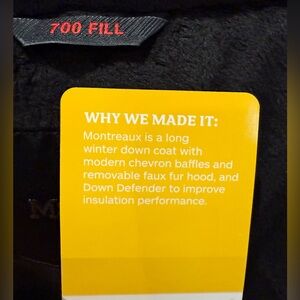 700 FILL
WHY WE MADE IT:
Montreaux is a long
winter down coat with
modern chevron baffles and
removable faux fur hood, and
Down Defender to improve
insulation performance.